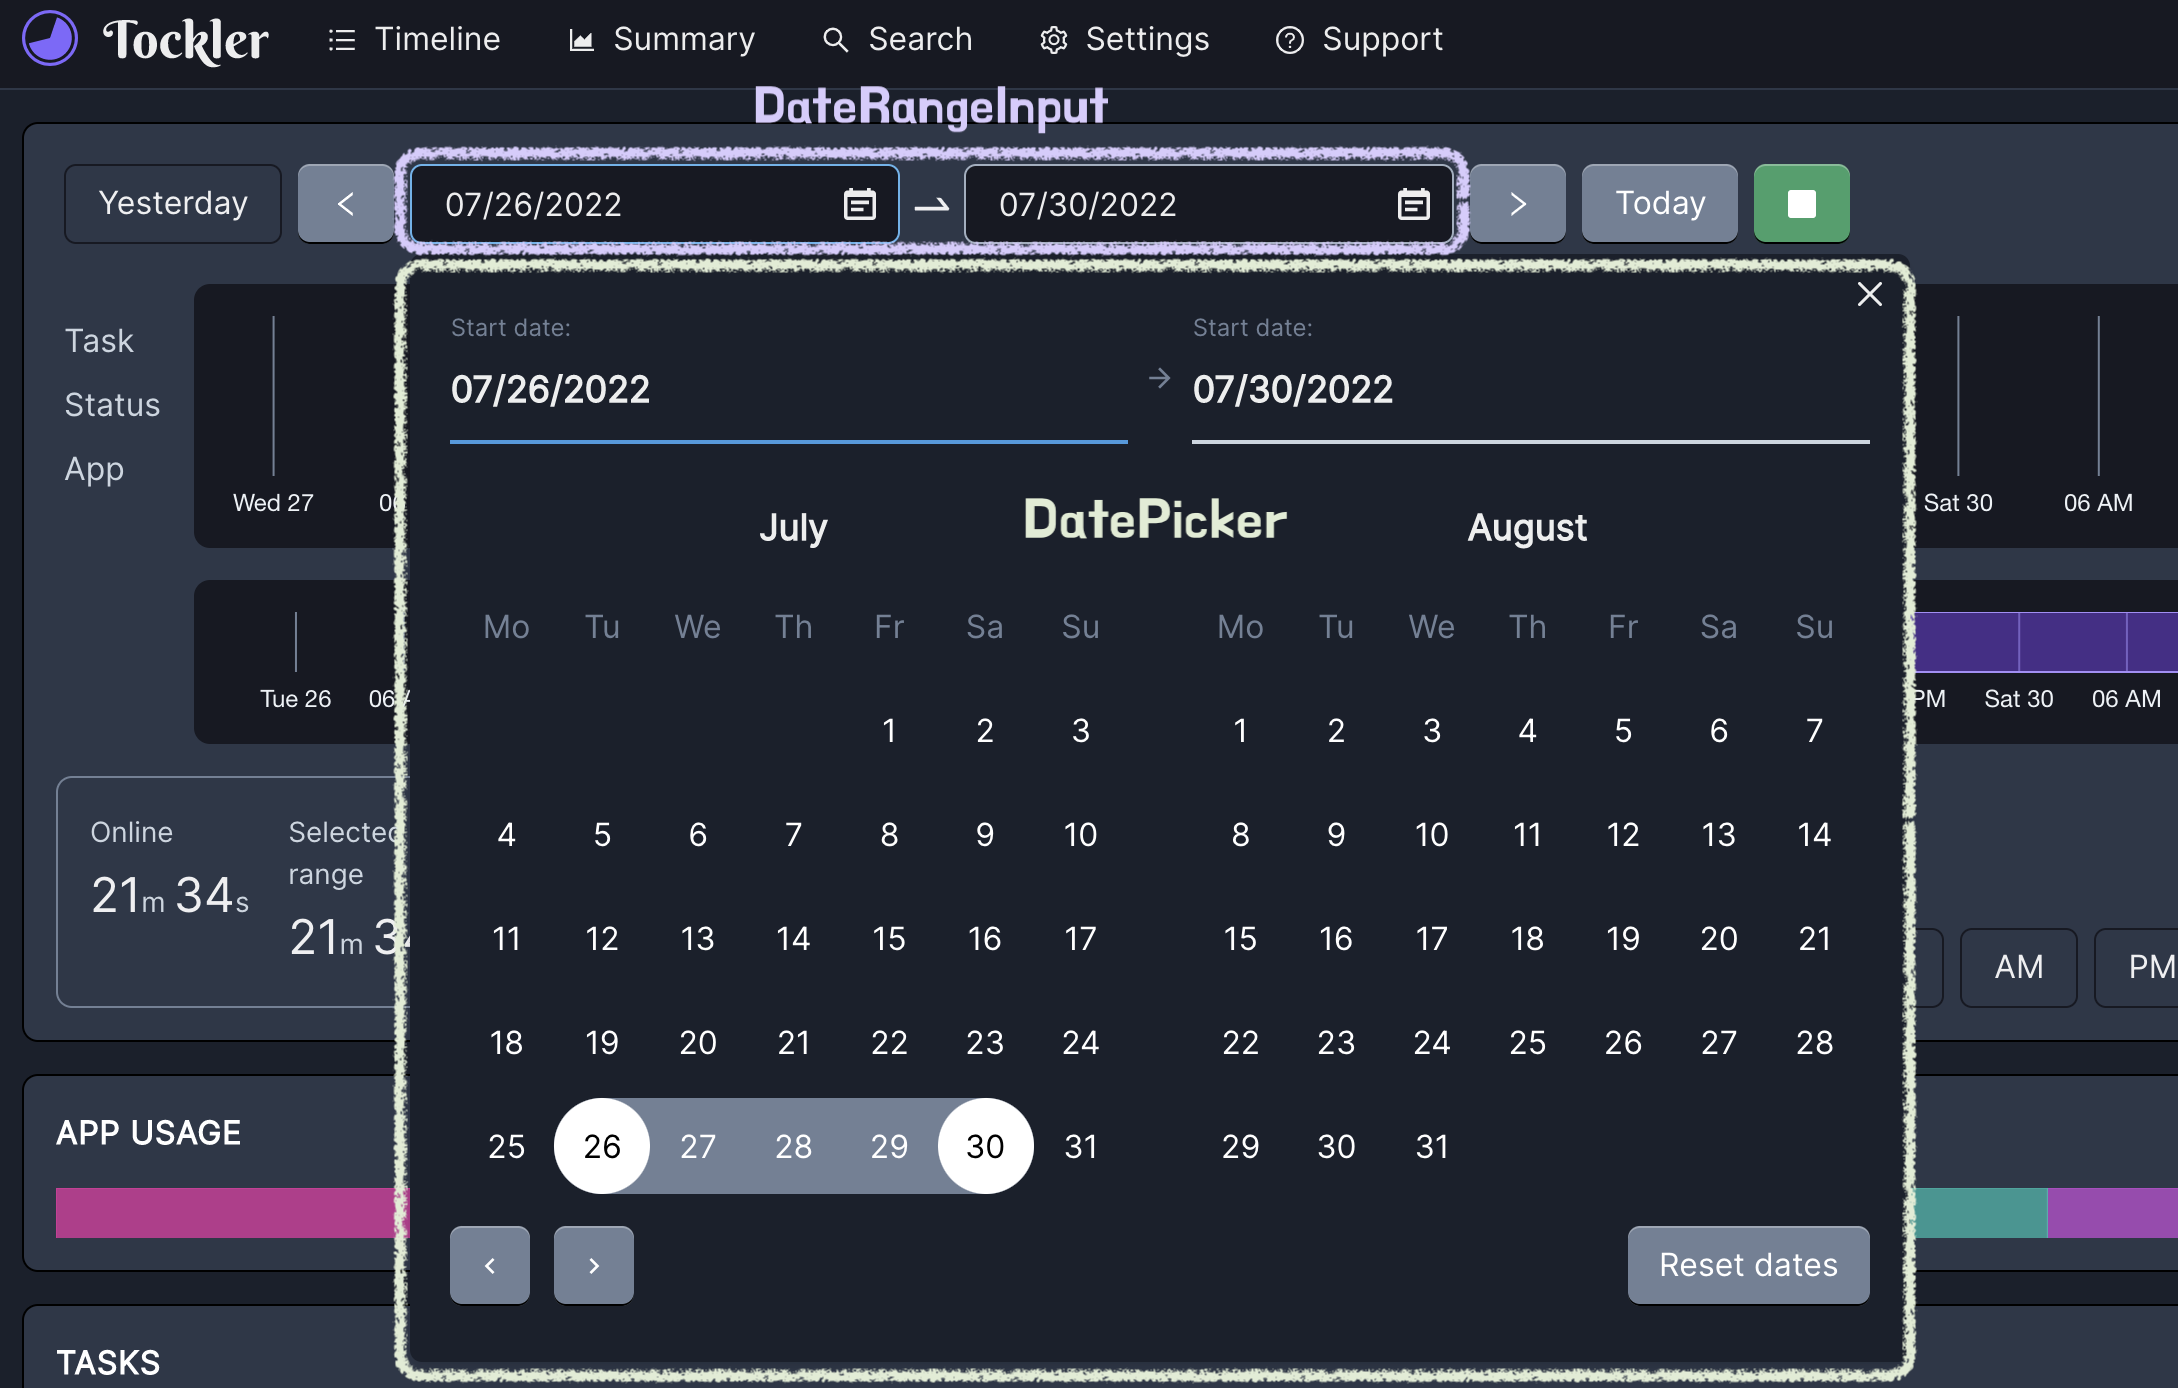 Tockler Timeline Summary Search Settings Support
DateRangeInput
Yesterday < 07/26/2022 07/30/2022 > Today
Start date: Start date:
07/26/2022 → 07/30/2022
Task
Status
App
Wed 27 06 Sat 30 06 AM
July DatePicker August
Mo Tu We Th Fr Sa Su Mo Tu We Th Fr Sa Su
Tue 26 06 PM Sat 30 06 AM
1 2 3 1 2 3 4 5 6 7
4 5 6 7 8 9 10 8 9 10 11 12 13 14
11 12 13 14 15 16 17 15 16 17 18 19 20 21
18 19 20 21 22 23 24 22 23 24 25 26 27 28
25 26 27 28 29 30 31 29 30 31
Online
21m 34s
Selected
range
21m 34
AM PM
APP USAGE
< > Reset dates
TASKS